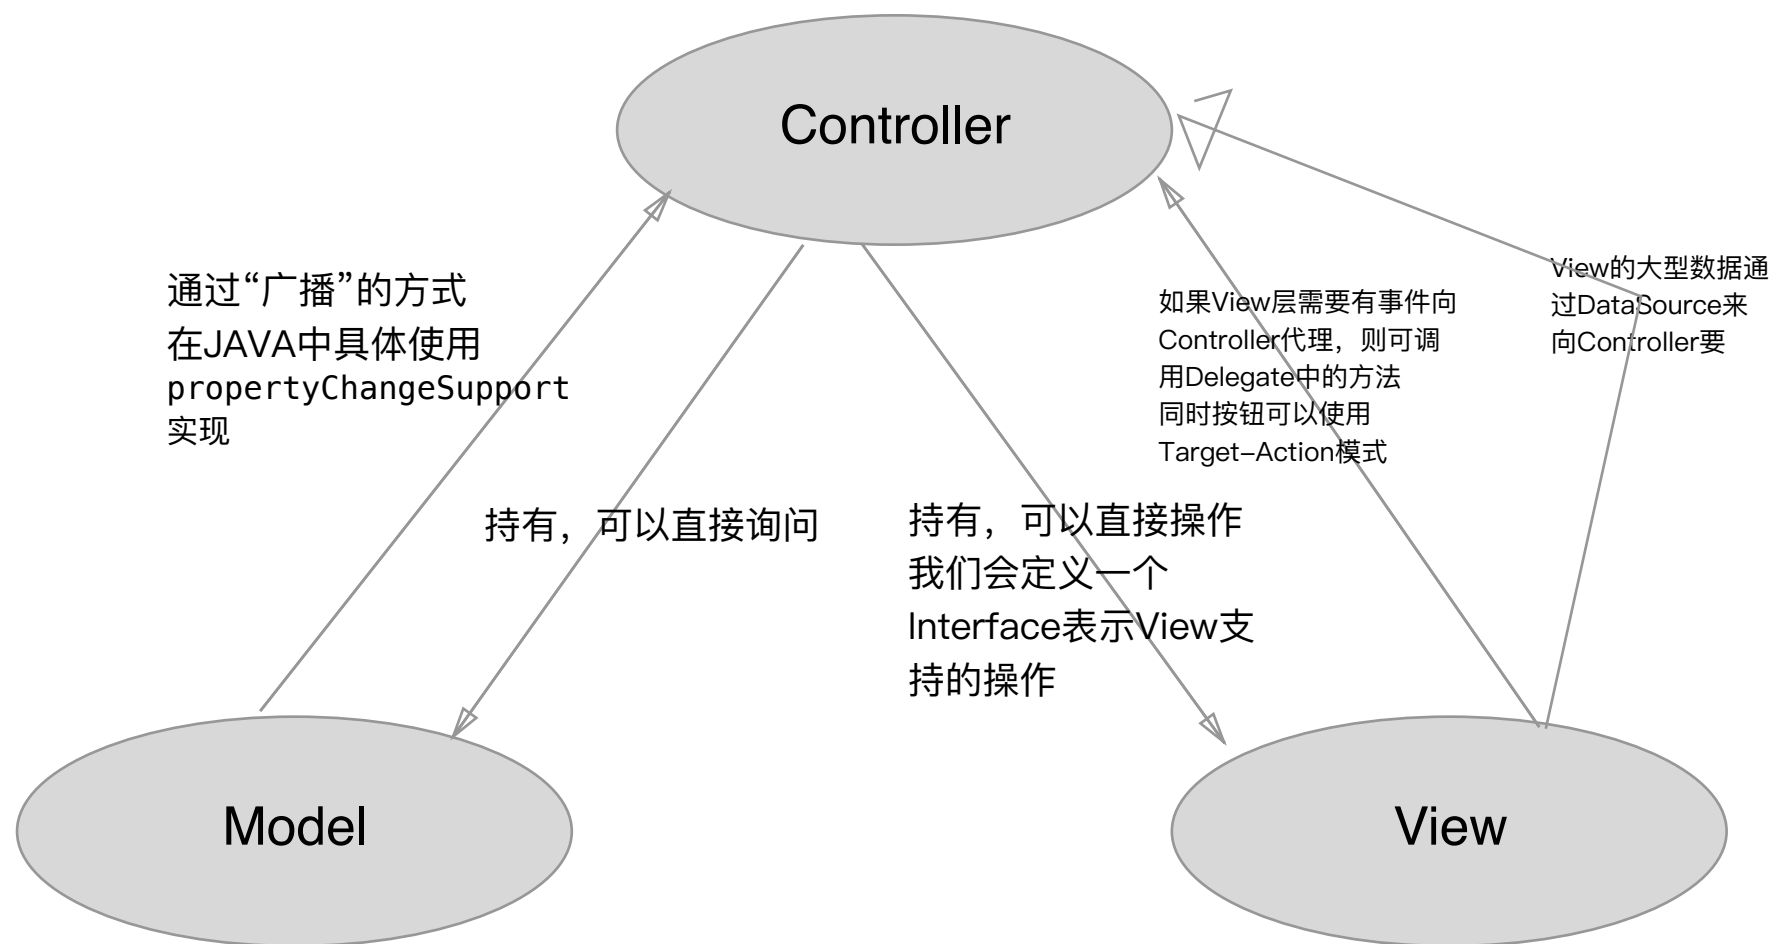 Controller
通过“广播”的方式
在JAVA中具体使用
propertyChangeSupport
实现
持有，可以直接询问
持有，可以直接操作
我们会定义一个
Interface表示View支
持的操作
如果View层需要有事件向
Controller代理，则可调
用Delegate中的方法
同时按钮可以使用
Target–Action模式
View的大型数据通
过DataSource来
向Controller要
Model
View